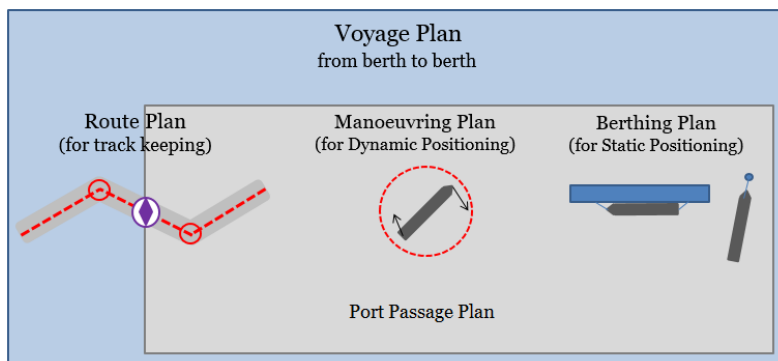 Voyage Plan
from berth to berth
Route Plan
(for track keeping)
Manoeuvring Plan
(for Dynamic Positioning)
Berthing Plan
(for Static Positioning)
Port Passage Plan